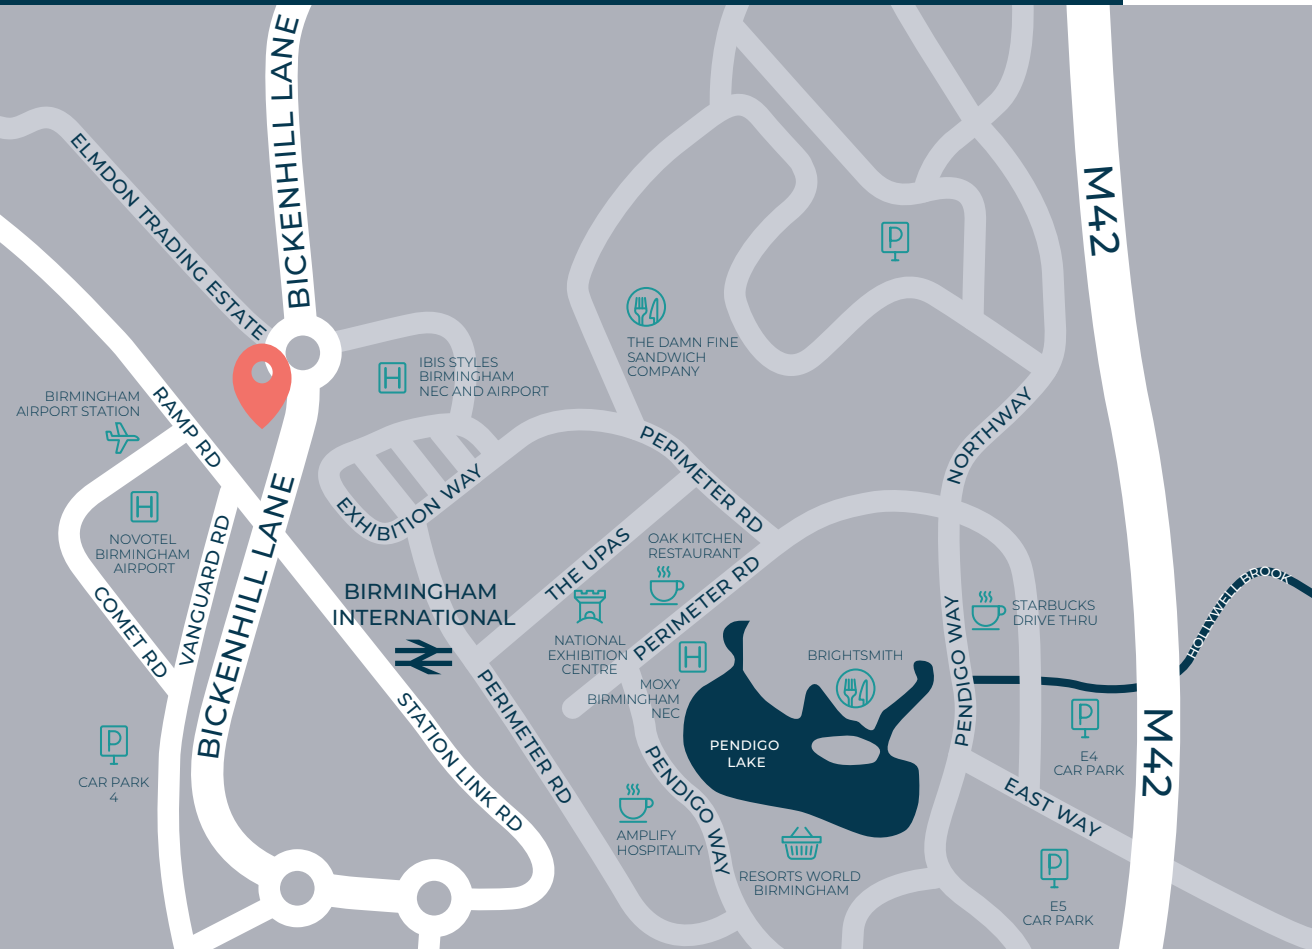 BICKENHILL LANE
ELMDON TRADING ESTATE
M42
P
THE DAMN FINE
SANDWICH
COMPANY
H
IBIS STYLES
BIRMINGHAM
NEC AND AIRPORT
BIRMINGHAM
AIRPORT STATION
RAMP RD
NORTHWAY
PERIMETER RD
EXHIBITION WAY
H
NOVOTEL
BIRMINGHAM
AIRPORT
VANGUARD RD
BICKENHILL LANE
COMET RD
THE UPAS
OAK KITCHEN
RESTAURANT
PERIMETER RD
BIRMINGHAM
INTERNATIONAL
NATIONAL
EXHIBITION
CENTRE
H
MOXY
BIRMINGHAM
NEC
BRIGHTSMITH
PENDIGO WAY
STARBUCKS
DRIVE THRU
HOLLYWELL BROOK
PERIMETER RD
STATION LINK RD
PENDIGO
LAKE
PENDIGO WAY
P
CAR PARK
4
P
E4
CAR PARK
M42
EAST WAY
AMPLIFY
HOSPITALITY
RESORTS WORLD
BIRMINGHAM
P
E5
CAR PARK